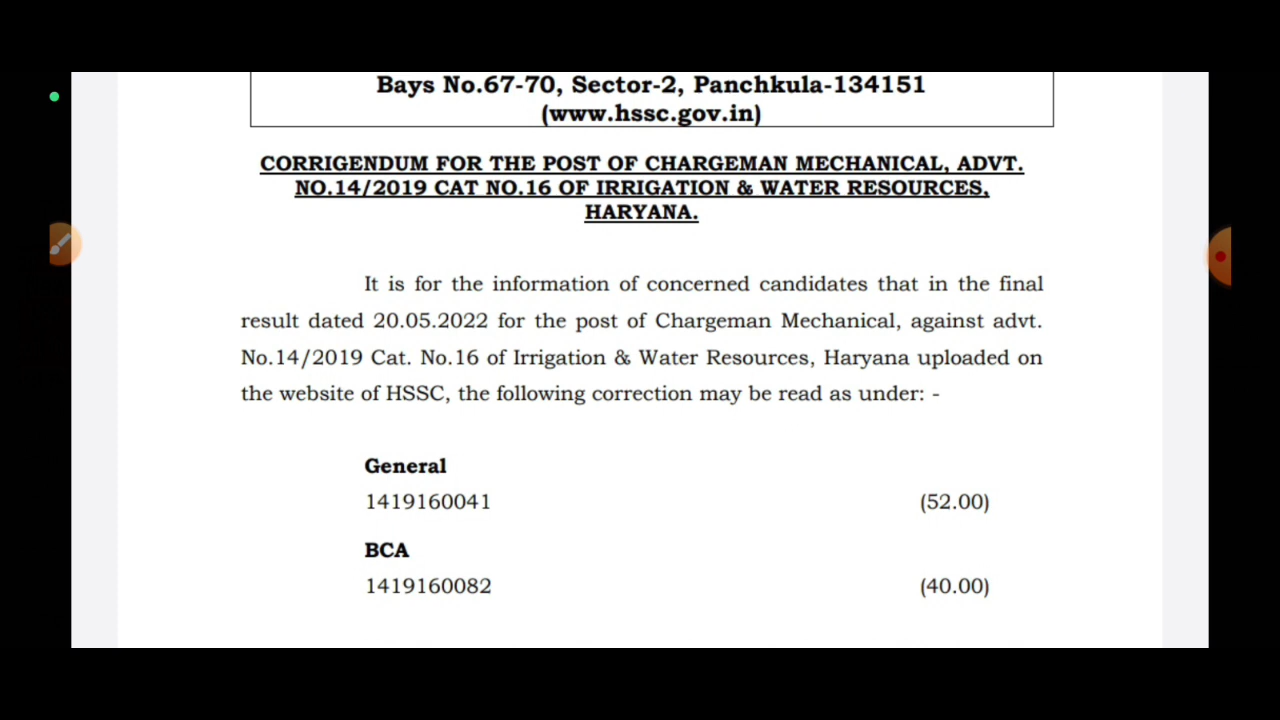 Bays No.67-70, Sector-2, Panchkula-134151
(www.hssc.gov.in)
CORRIGENDUM FOR THE POST OF CHARGEMAN MECHANICAL, ADVT.
NO.14/2019 CAT NO.16 OF IRRIGATION & WATER RESOURCES,
HARYANA.
It is for the information of concerned candidates that in the final
result dated 20.05.2022 for the post of Chargeman Mechanical, against advt.
No.14/2019 Cat. No.16 of Irrigation & Water Resources, Haryana uploaded on
the website of HSSC, the following correction may be read as under: -
General
1419160041 (52.00)
BCA
1419160082 (40.00)